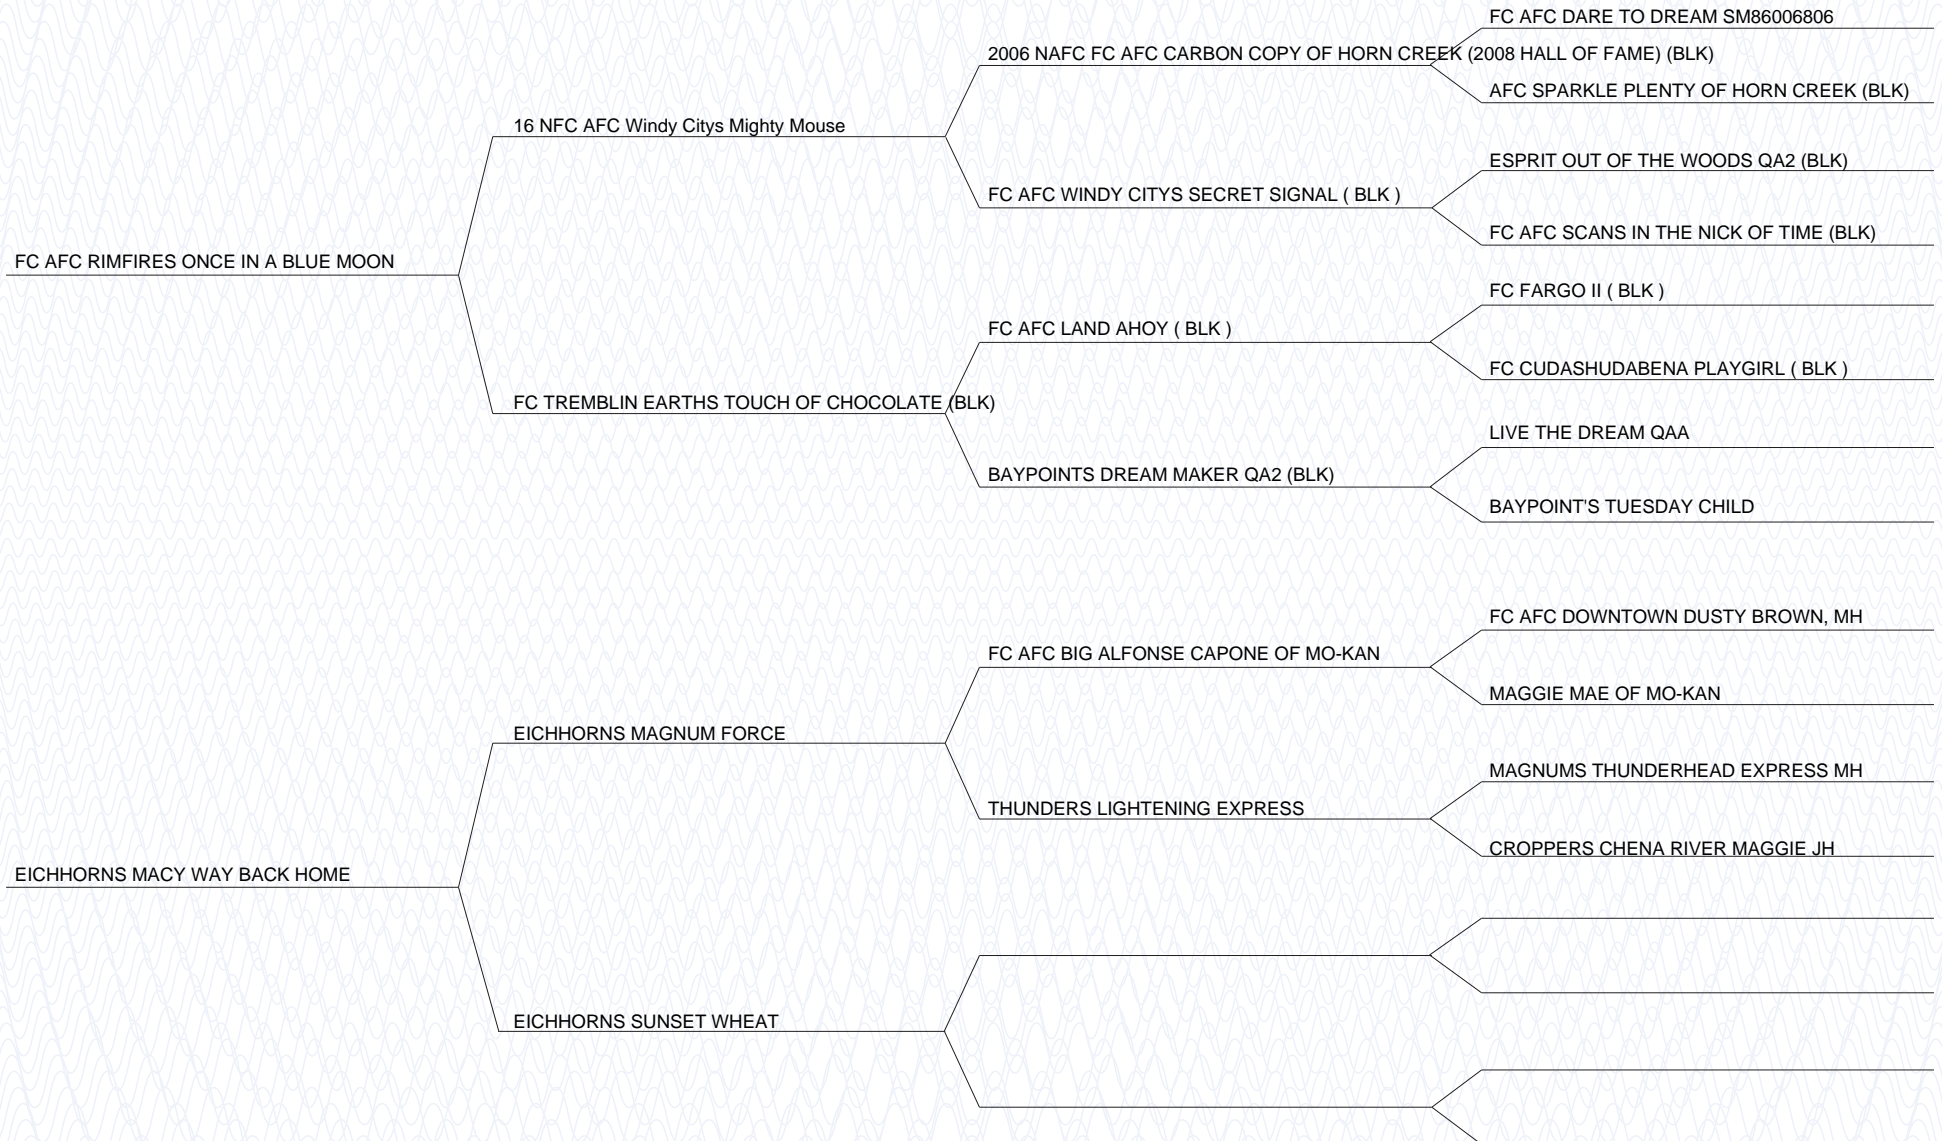 FC AFC DARE TO DREAM SM86006806
2006 NAFC FC AFC CARBON COPY OF HORN CREEK (2008 HALL OF FAME) (BLK)
AFC SPARKLE PLENTY OF HORN CREEK (BLK)
16 NFC AFC Windy Citys Mighty Mouse
ESPRIT OUT OF THE WOODS QA2 (BLK)
FC AFC WINDY CITYS SECRET SIGNAL ( BLK )
FC AFC SCANS IN THE NICK OF TIME (BLK)
FC AFC RIMFIRES ONCE IN A BLUE MOON
FC FARGO II ( BLK )
FC AFC LAND AHOY ( BLK )
FC CUDASHUDABENA PLAYGIRL ( BLK )
FC TREMBLIN EARTHS TOUCH OF CHOCOLATE (BLK)
LIVE THE DREAM QAA
BAYPOINTS DREAM MAKER QA2 (BLK)
BAYPOINT'S TUESDAY CHILD
FC AFC DOWNTOWN DUSTY BROWN, MH
FC AFC BIG ALFONSE CAPONE OF MO-KAN
MAGGIE MAE OF MO-KAN
EICHHORNS MAGNUM FORCE
MAGNUMS THUNDERHEAD EXPRESS MH
THUNDERS LIGHTENING EXPRESS
CROPPERS CHENA RIVER MAGGIE JH
EICHHORNS MACY WAY BACK HOME
EICHHORNS SUNSET WHEAT